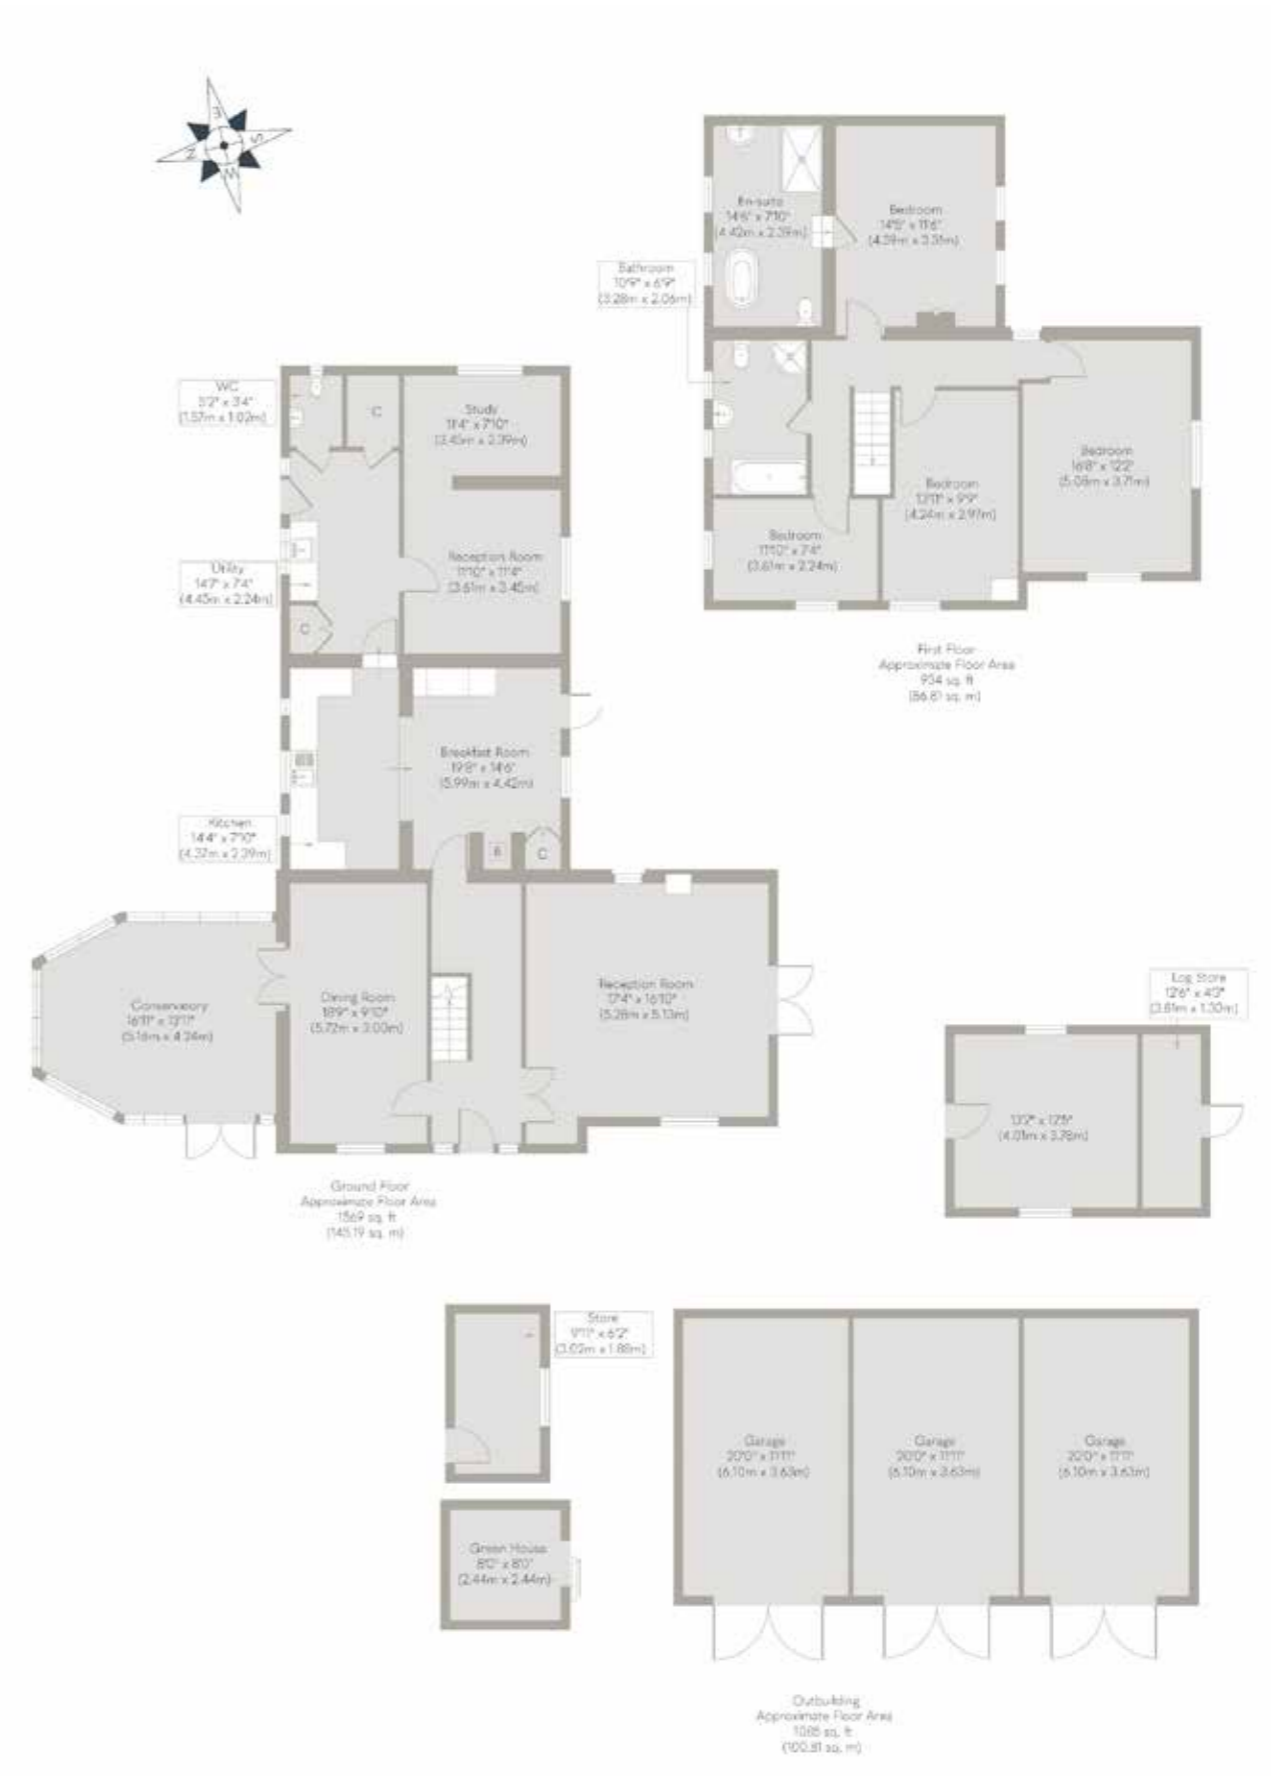 E
S
N
W
En-suite
14'6" x 7'10"
(4.42m x 2.39m)
Bedroom
14'5" x 11'6"
(4.39m x 3.51m)
Bathroom
10'9" x 6'9"
(3.28m x 2.06m)
Bedroom
16'8" x 12'2"
(5.08m x 3.71m)
Bedroom
13'11" x 9'9"
(4.24m x 2.97m)
Bedroom
11'10" x 7'4"
(3.61m x 2.24m)
First Floor
Approximate Floor Area
934 sq. ft
(86.81 sq. m)
WC
5'2" x 3'4"
(1.57m x 1.02m)
C
Study
11'4" x 7'10"
(3.45m x 2.39m)
Reception Room
11'10" x 11'4"
(3.61m x 3.45m)
Utility
14'7" x 7'4"
(4.45m x 2.24m)
C
Breakfast Room
19'8" x 14'6"
(5.99m x 4.42m)
Kitchen
14'4" x 7'10"
(4.37m x 2.39m)
B
C
Conservatory
16'11" x 13'11"
(5.16m x 4.24m)
Dining Room
18'9" x 9'10"
(5.72m x 3.00m)
Reception Room
17'4" x 16'10"
(5.28m x 5.13m)
Ground Floor
Approximate Floor Area
1569 sq. ft
(145.19 sq. m)
Log Store
12'6" x 4'3"
(3.81m x 1.30m)
13'2" x 12'5"
(4.01m x 3.78m)
Store
9'11" x 6'2"
(3.02m x 1.88m)
Green House
8'0" x 8'0"
(2.44m x 2.44m)
Garage
20'0" x 11'11"
(6.10m x 3.63m)
Garage
20'0" x 11'11"
(6.10m x 3.63m)
Garage
20'0" x 11'11"
(6.10m x 3.63m)
Outbuilding
Approximate Floor Area
1085 sq. ft
(100.81 sq. m)